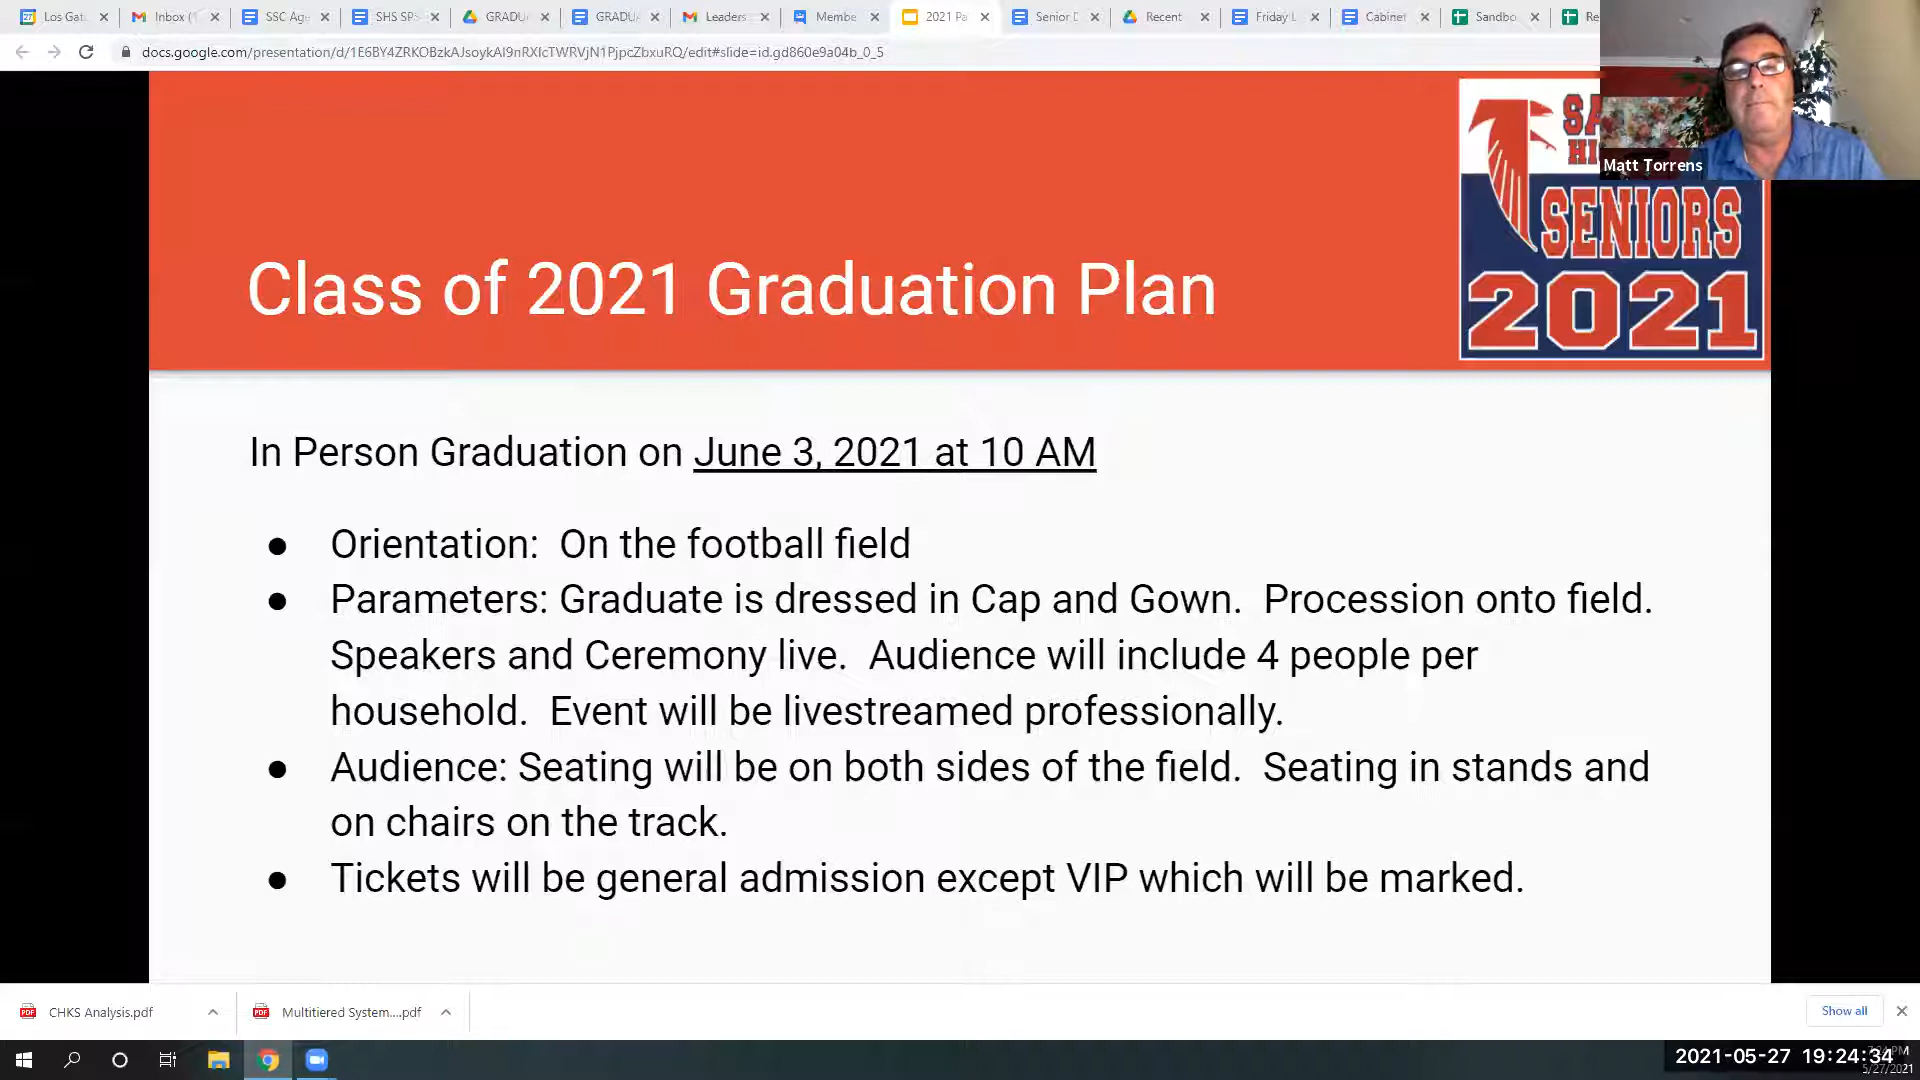 Los Gat
Inbox (1
SSC Age
SHS SPS
GRADU
GRADUA
Leaders
Membe
2021 Pa
Senior D
Recent
Friday L
Cabinet
Sandbo
Re
docs.google.com/presentation/d/1E6BY4ZRKOBzkAJsoykAI9nRXIcTWRVjN1PjpcZbxuRQ/edit#slide=id.gd860e9a04b_0_5
Matt Torrens
SA
HI
SENIORS
2021
Class of 2021 Graduation Plan
In Person Graduation on June 3, 2021 at 10 AM
● Orientation: On the football field
● Parameters: Graduate is dressed in Cap and Gown. Procession onto field.
Speakers and Ceremony live. Audience will include 4 people per
household. Event will be livestreamed professionally.
● Audience: Seating will be on both sides of the field. Seating in stands and
on chairs on the track.
● Tickets will be general admission except VIP which will be marked.
CHKS Analysis.pdf
Multitiered System....pdf
Show all
2021-05-27 19:24:34
5/27/2021